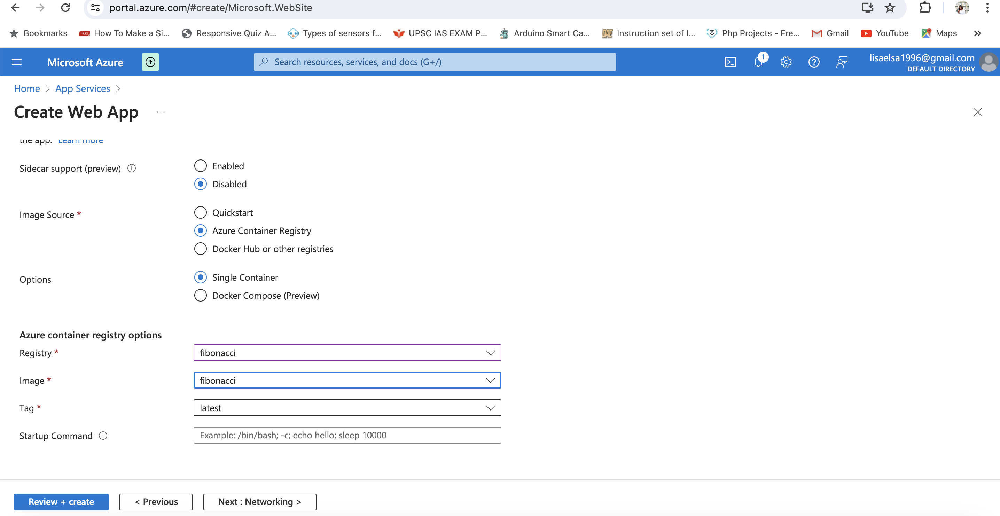 portal.azure.com/#create/Microsoft.WebSite
Bookmarks How To Make a Si... Responsive Quiz A... Types of sensors f... UPSC IAS EXAM P... Arduino Smart Ca... Instruction set of I... Php Projects - Fre... Gmail YouTube Maps »
Microsoft Azure Search resources, services, and docs (G+/) 1 lisaelsa1996@gmail.com
DEFAULT DIRECTORY
Home > App Services >
Create Web App ...
the app. Learn more
Sidecar support (preview) Enabled
Disabled
Image Source * Quickstart
Azure Container Registry
Docker Hub or other registries
Options Single Container
Docker Compose (Preview)
Azure container registry options
Registry * fibonacci
Image * fibonacci
Tag * latest
Startup Command Example: /bin/bash; -c; echo hello; sleep 10000
Review + create < Previous Next : Networking >